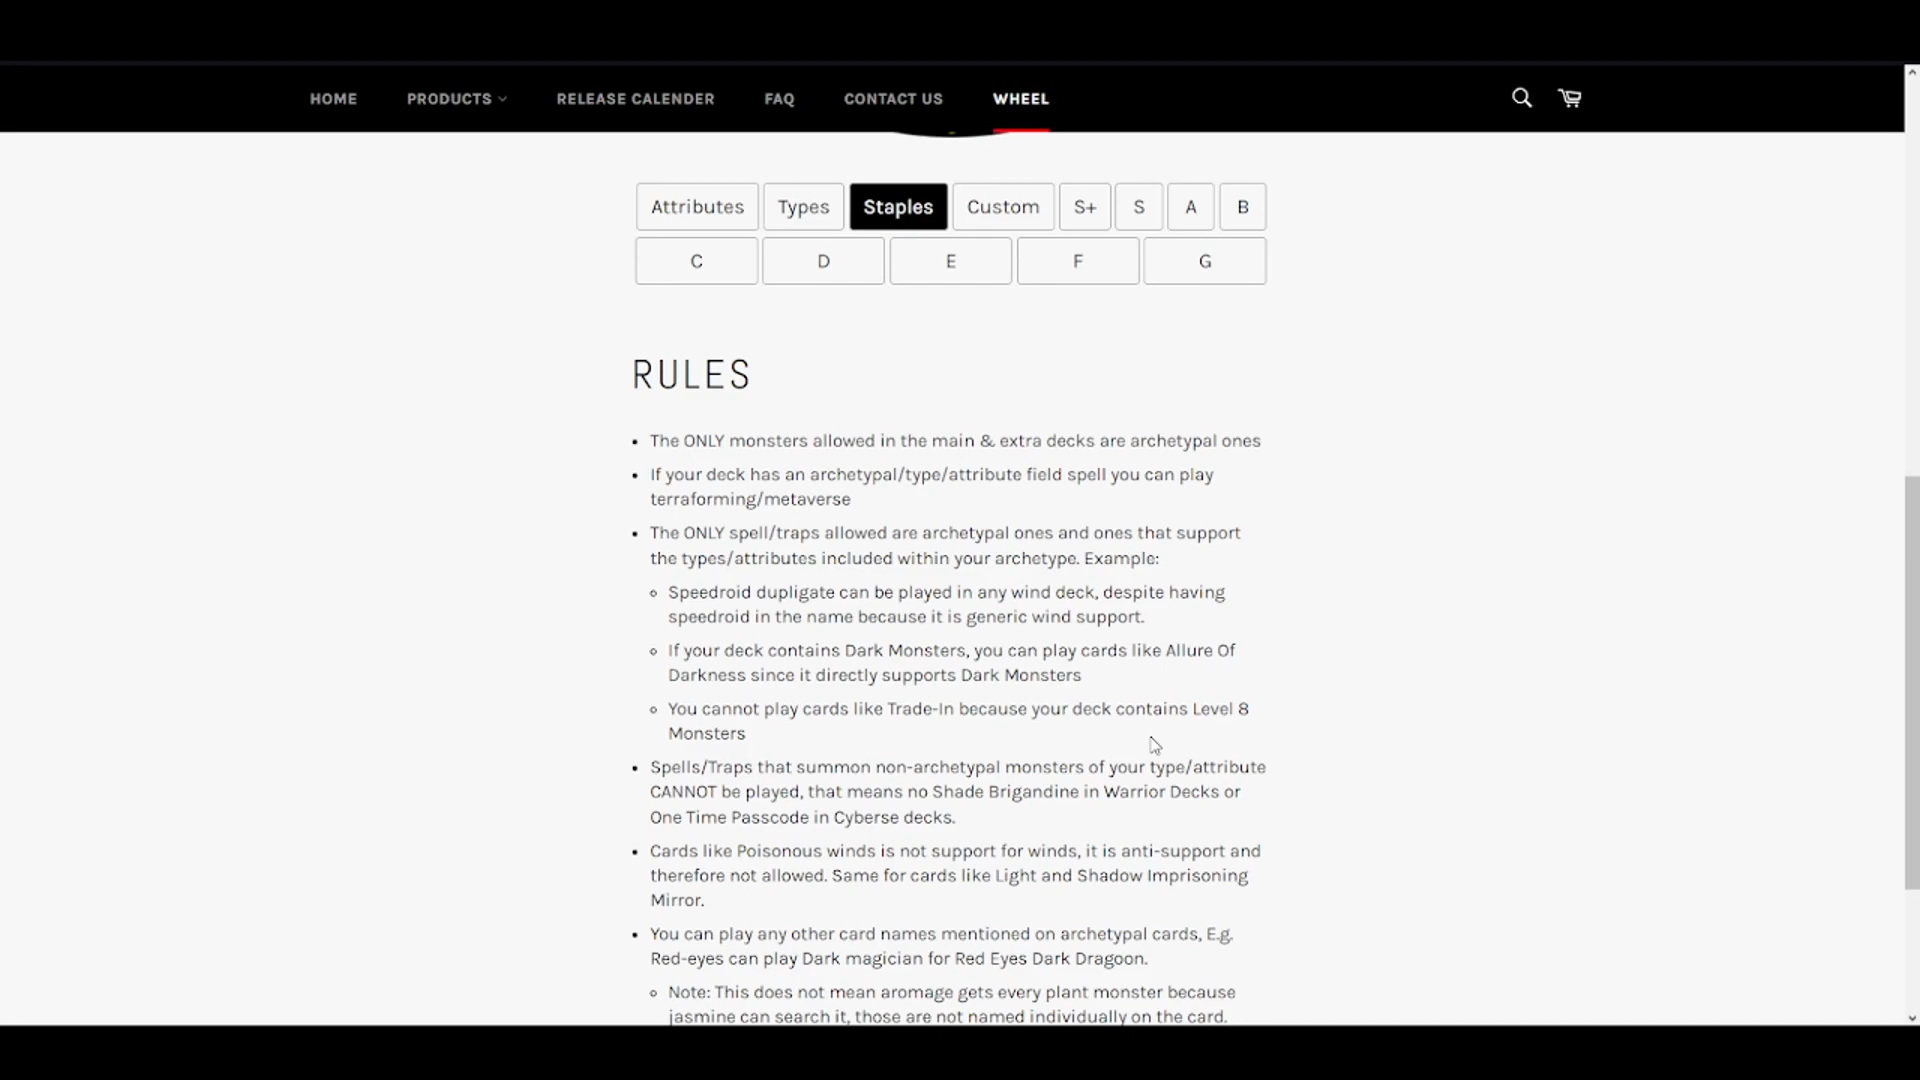 HOME PRODUCTS RELEASE CALENDER FAQ CONTACT US WHEEL
Attributes Types Staples Custom S+ S A B
C D E F G
RULES
• The ONLY monsters allowed in the main & extra decks are archetypal ones
• If your deck has an archetypal/type/attribute field spell you can play
terraforming/metaverse
• The ONLY spell/traps allowed are archetypal ones and ones that support
the types/attributes included within your archetype. Example:
◦ Speedroid dupligate can be played in any wind deck, despite having
speedroid in the name because it is generic wind support.
◦ If your deck contains Dark Monsters, you can play cards like Allure Of
Darkness since it directly supports Dark Monsters
◦ You cannot play cards like Trade-In because your deck contains Level 8
Monsters
• Spells/Traps that summon non-archetypal monsters of your type/attribute
CANNOT be played, that means no Shade Brigandine in Warrior Decks or
One Time Passcode in Cyberse decks.
• Cards like Poisonous winds is not support for winds, it is anti-support and
therefore not allowed. Same for cards like Light and Shadow Imprisoning
Mirror.
• You can play any other card names mentioned on archetypal cards, E.g.
Red-eyes can play Dark magician for Red Eyes Dark Dragoon.
◦ Note: This does not mean aromage gets every plant monster because
jasmine can search it, those are not named individually on the card.